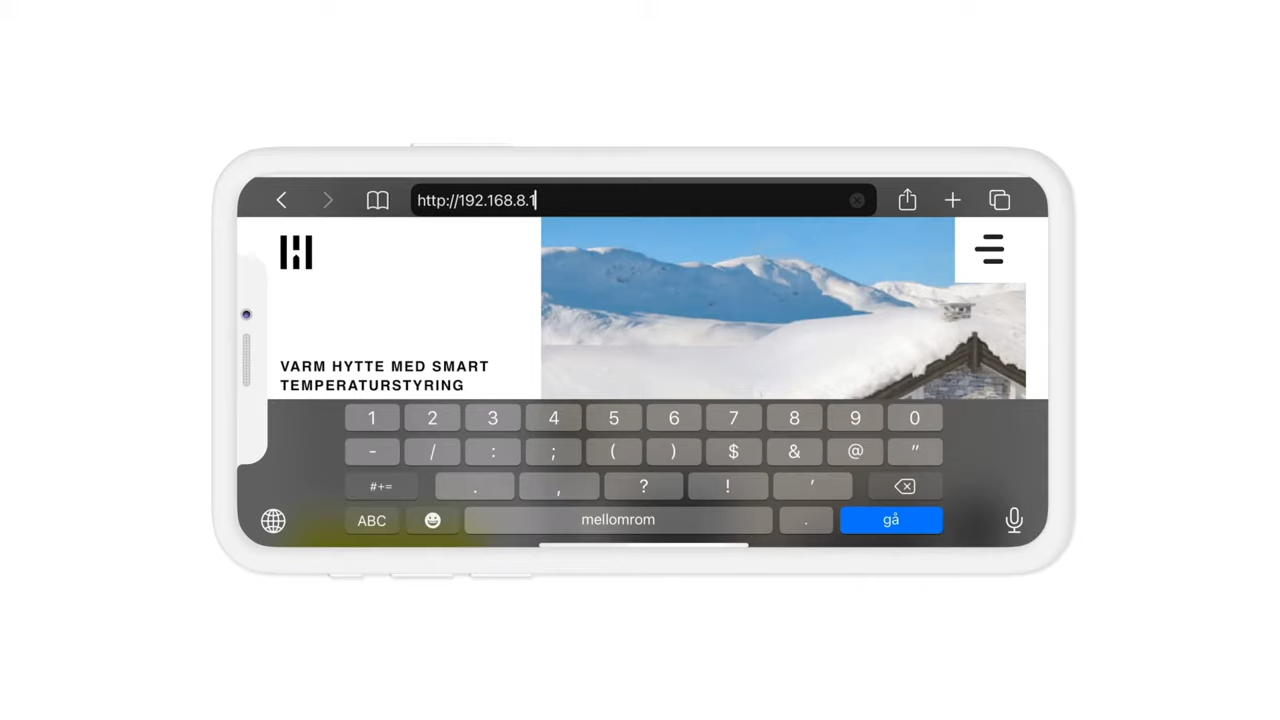 http://192.168.8.1
VARM HYTTE MED SMART
TEMPERATURSTYRING
1 2 3 4 5 6 7 8 9 0
- / : ; ( ) $ & @ "
#+= . , ? ! '
ABC mellomrom . gå